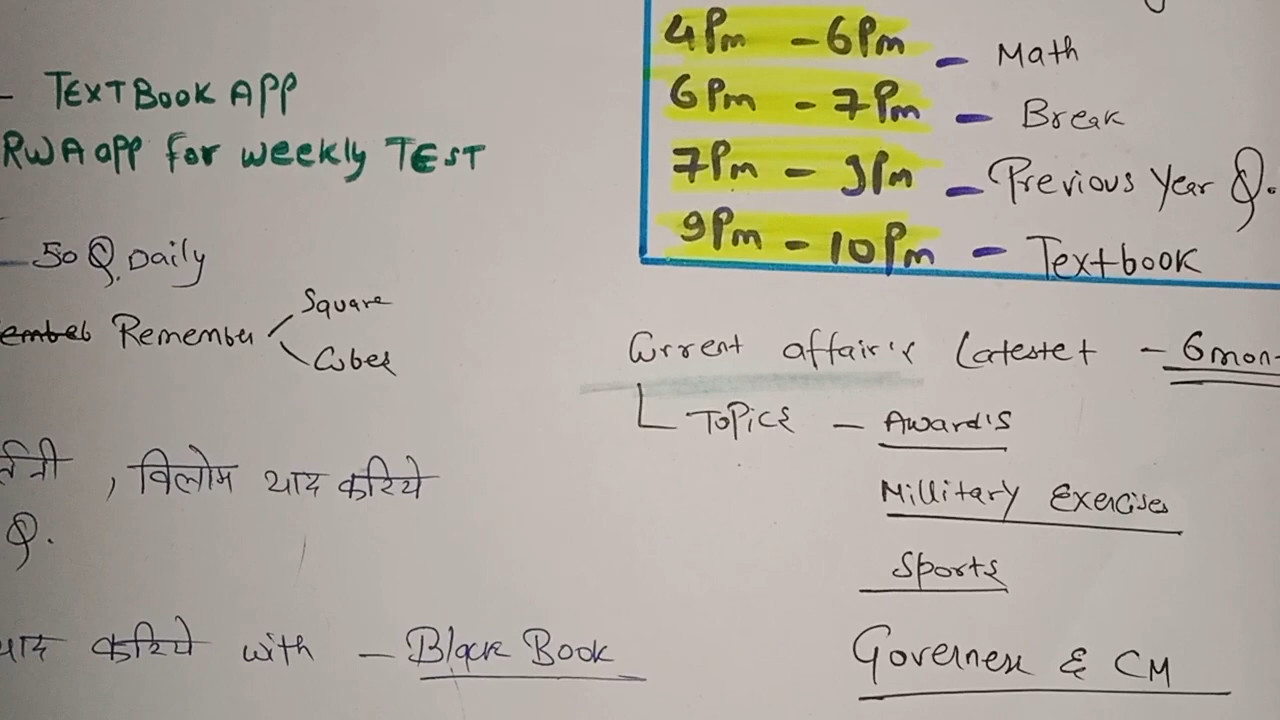 4Pm - 6Pm - Math
6Pm - 7Pm - Break
7Pm - 9Pm - Previous Year Q.
9Pm - 10Pm - Textbook
- TEXTBOOK APP
RWA app for weekly TEST
- 50 Q. Daily
Remember
Square
Cubes
, विलोम याद करिये
Q.
याद करिये with - Black Book
Current affair's Latestet - 6 mon-
Topics - Award's
Millitary Exercises
Sports
Governer & CM